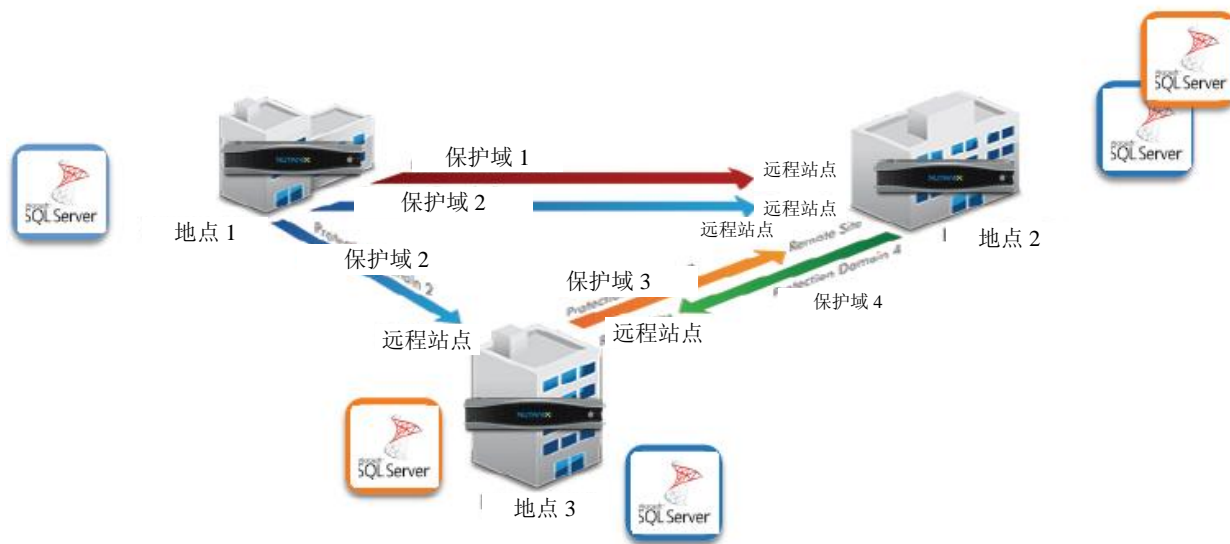 SQL Server
SQL Server
SQL Server
保护域 1
远程站点
保护域 2
远程站点
远程站点
地点 1
地点 2
NUTANIX
NUTANIX
Remote Site
保护域 2
保护域 3
Protection Domain 4
保护域 4
远程站点
远程站点
NUTANIX
SQL Server
SQL Server
地点 3